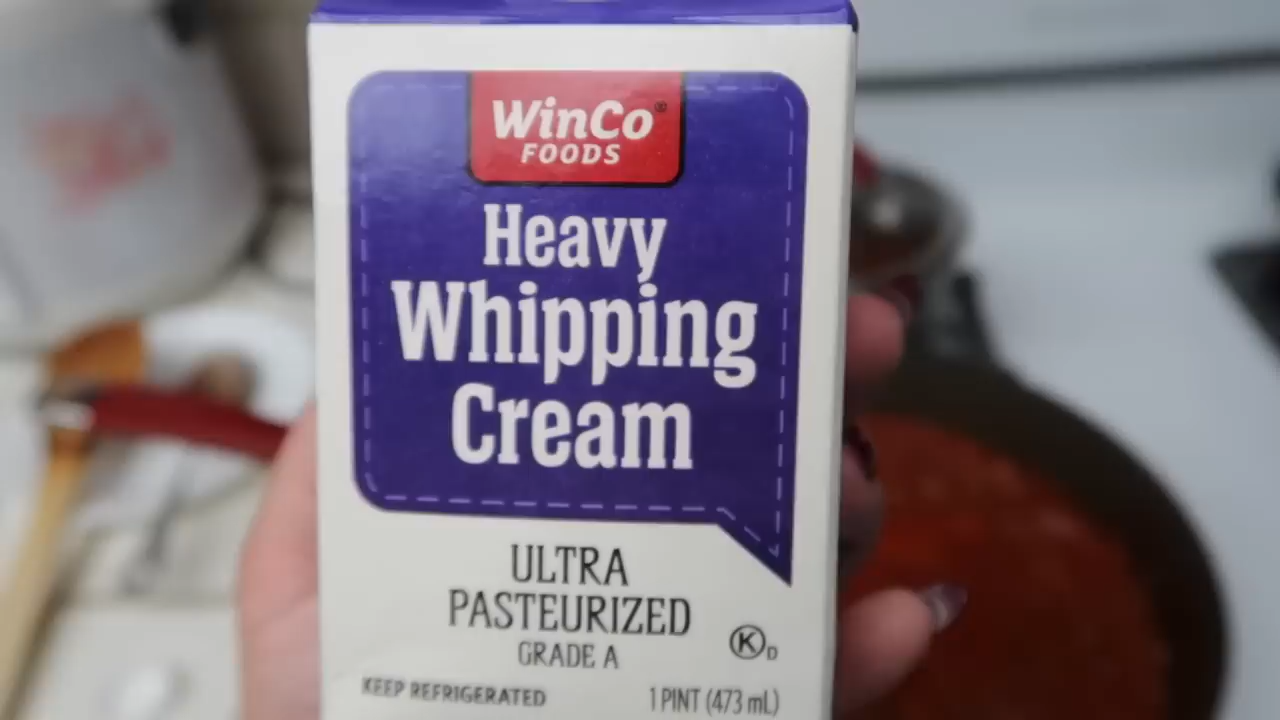 WinCo®
FOODS
Heavy
Whipping
Cream
ULTRA
PASTEURIZED
GRADE A
K D
KEEP REFRIGERATED
1 PINT (473 mL)